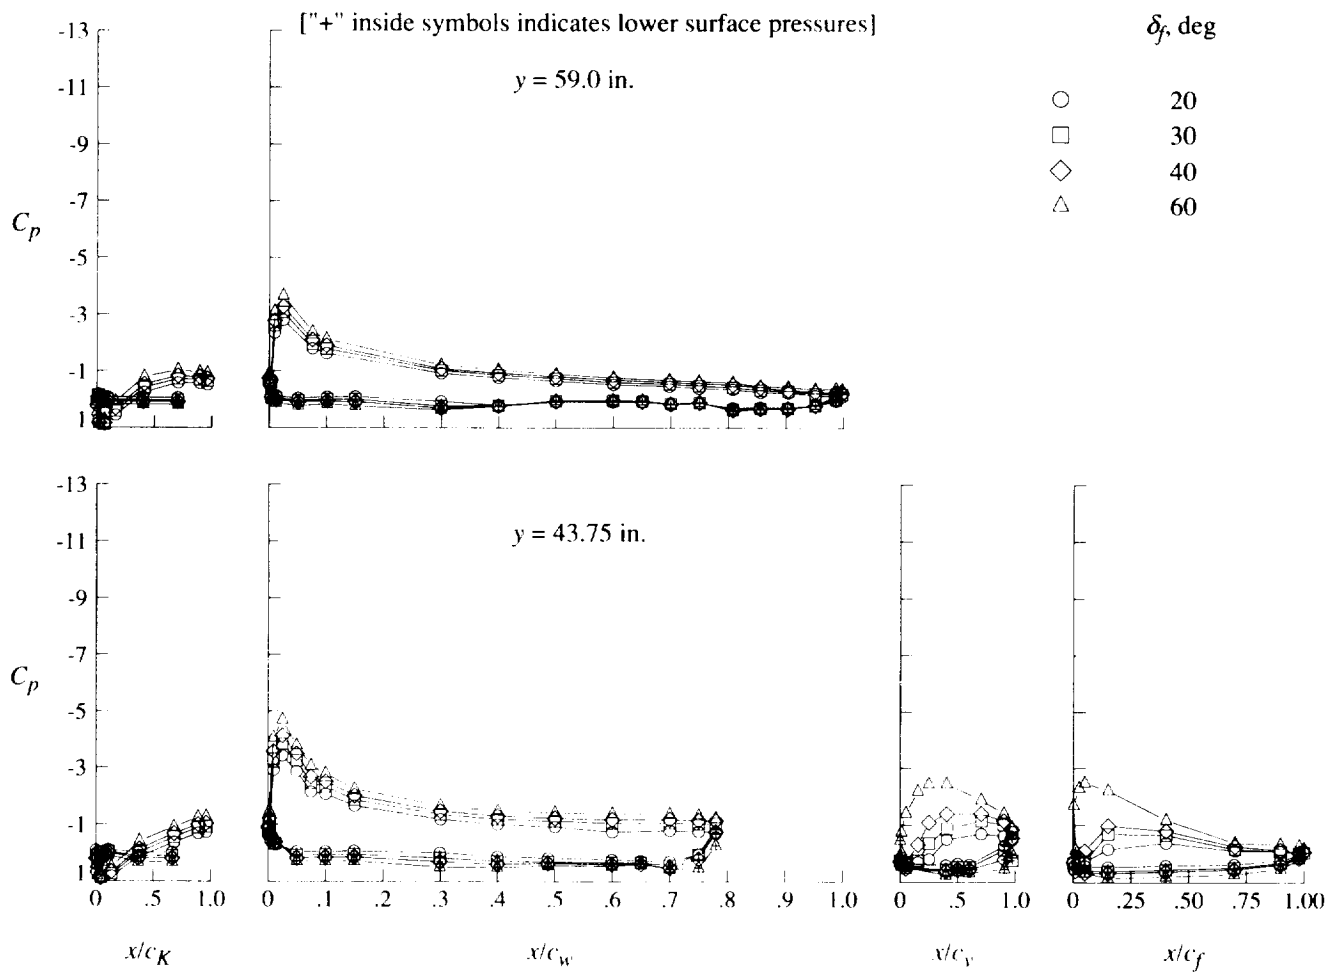 ["+" inside symbols indicates lower surface pressures]
δf, deg
20
30
40
60
y = 59.0 in.
Cp
-13
-11
-9
-7
-5
-3
-1
1
y = 43.75 in.
Cp
-13
-11
-9
-7
-5
-3
-1
1
0 .5 1.0
0 .1 .2 .3 .4 .5 .6 .7 .8 .9 1.0
0 .5 1.0
0 .25 .50 .75 1.00
x/cK
x/cw
x/cv
x/cf